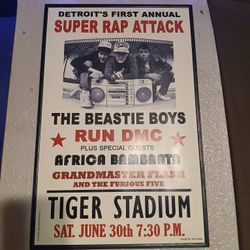 DETROIT'S FIRST ANNUAL
SUPER RAP ATTACK
THE BEASTIE BOYS
RUN DMC
PLUS SPECIAL GUESTS
AFRICA BAMBAATA
GRANDMASTER FLASH
AND THE FURIOUS FIVE
TIGER STADIUM
SAT. JUNE 30th 7:30 P.M.